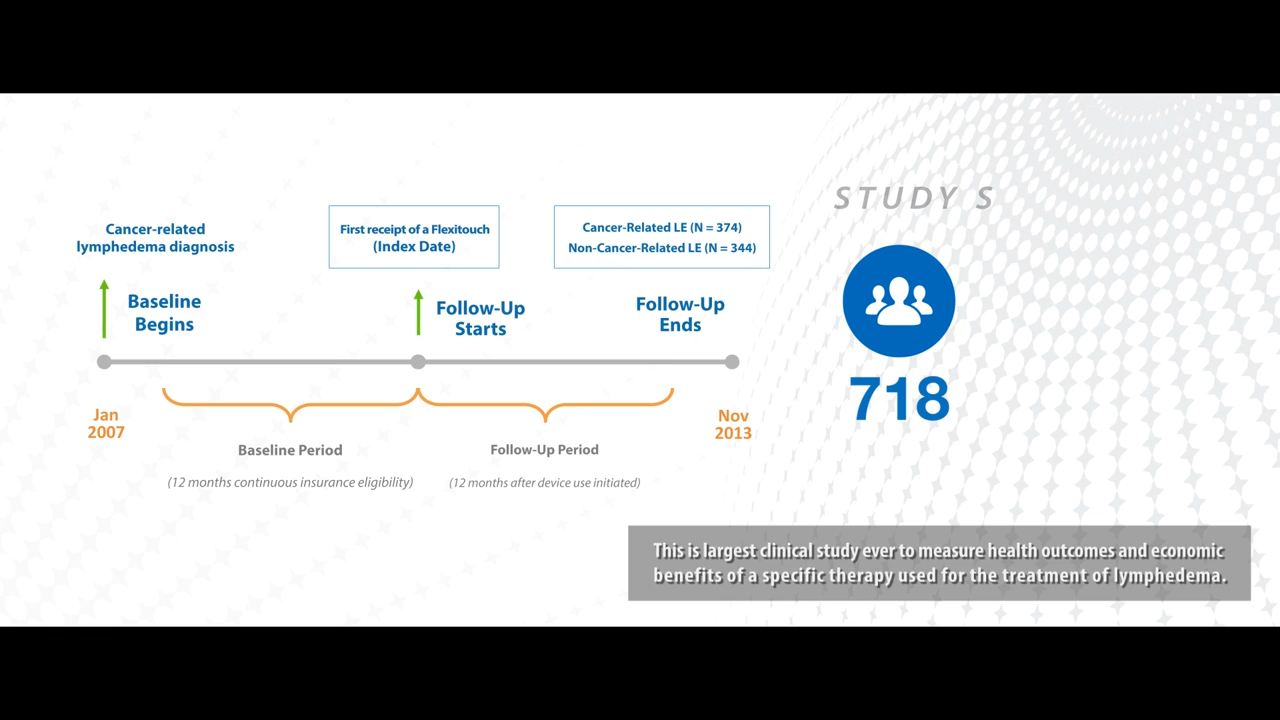 STUDY S
Cancer-related
lymphedema diagnosis
First receipt of a Flexitouch
(Index Date)
Cancer-Related LE (N = 374)
Non-Cancer-Related LE (N = 344)
Baseline
Begins
Follow-Up
Starts
Follow-Up
Ends
718
Jan
2007
Nov
2013
Baseline Period
Follow-Up Period
(12 months continuous insurance eligibility)
(12 months after device use initiated)
This is largest clinical study ever to measure health outcomes and economic
benefits of a specific therapy used for the treatment of lymphedema.